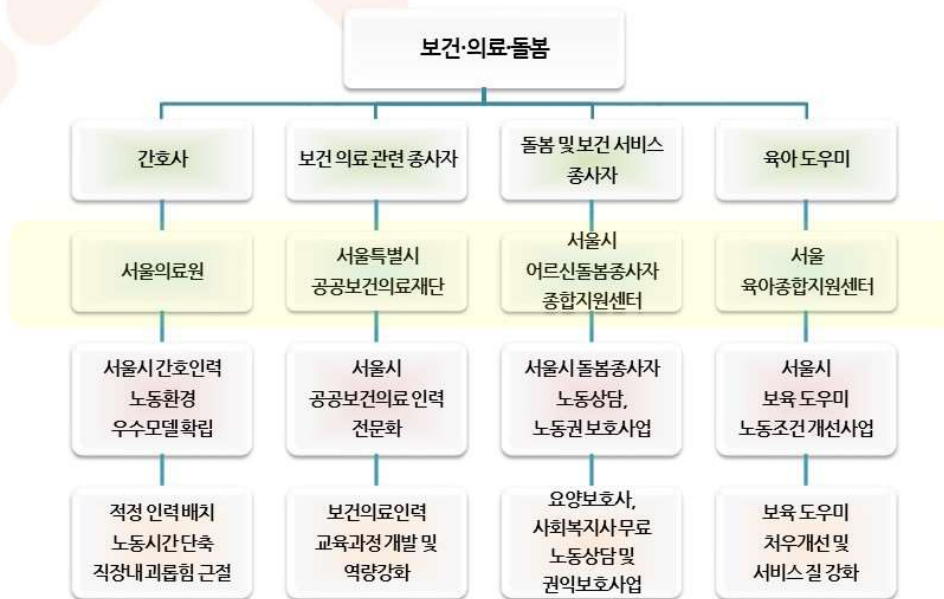 보건·의료·돌봄
간호사
보건 의료 관련 종사자
돌봄 및 보건 서비스
종사자
육아 도우미
서울의료원
서울특별시
공공보건의료재단
서울시
어르신돌봄종사자
종합지원센터
서울
육아종합지원센터
서울시 간호인력
노동환경
우수모델 확립
서울시
공공보건의료 인력
전문화
서울시 돌봄종사자
노동상담,
노동권 보호사업
서울시
보육 도우미
노동조건 개선사업
적정 인력 배치
노동시간 단축
직장내 괴롭힘 근절
보건의료인력
교육과정 개발 및
역량강화
요양보호사,
사회복지사 무료
노동상담 및
권익보호사업
보육 도우미
처우개선 및
서비스 질 강화